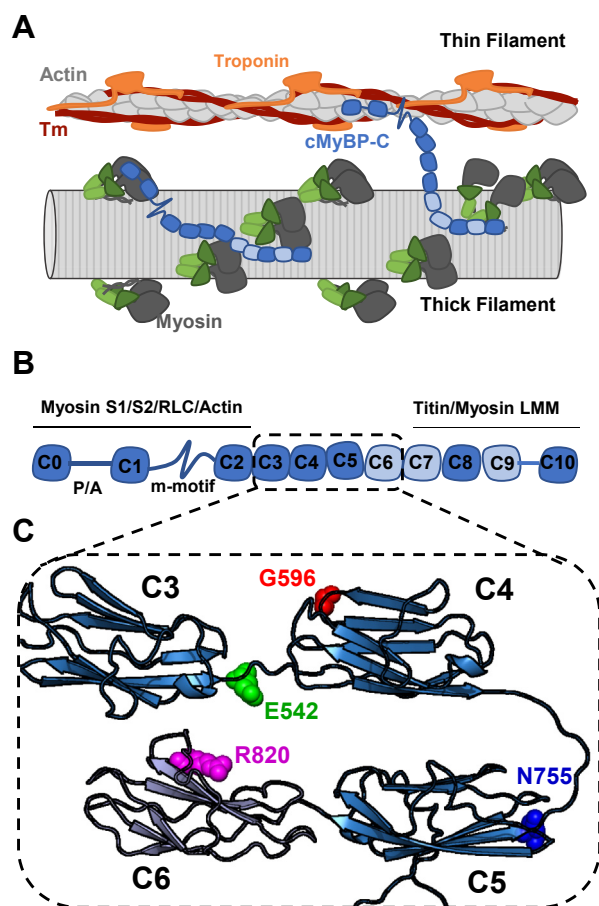 A
Thin Filament
Troponin
Actin
Tm
cMyBP-C
Myosin
Thick Filament
B
Myosin S1/S2/RLC/Actin
Titin/Myosin LMM
C0 C1 C2 C3 C4 C5 C6 C7 C8 C9 C10
P/A m-motif
C
C3 G596 C4
E542
R820
N755
C6 C5